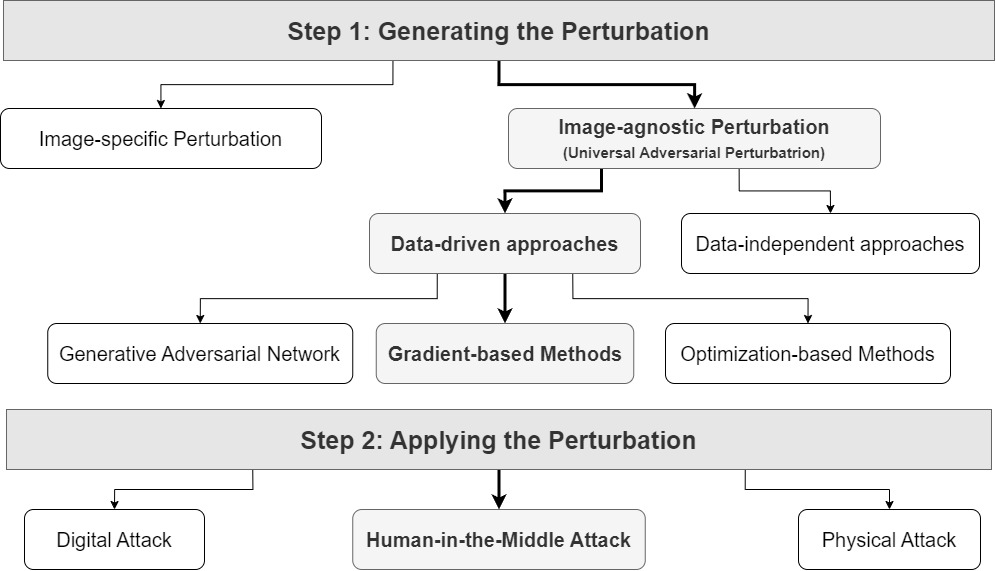 Step 1: Generating the Perturbation
Image-specific Perturbation
Image-agnostic Perturbation
(Universal Adversarial Perturbatrion)
Data-driven approaches
Data-independent approaches
Generative Adversarial Network
Gradient-based Methods
Optimization-based Methods
Step 2: Applying the Perturbation
Digital Attack
Human-in-the-Middle Attack
Physical Attack